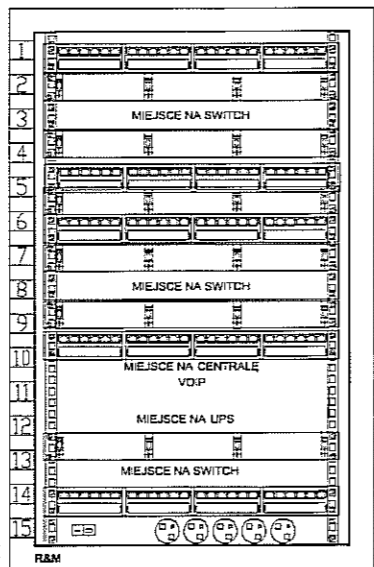 1
2
3
MIEJSCE NA SWITCH
4
5
6
7
8
MIEJSCE NA SWITCH
9
10
MIEJSCE NA CENTRALĘ
VOIP
11
12
MIEJSCE NA UPS
13
MIEJSCE NA SWITCH
14
15
R&M